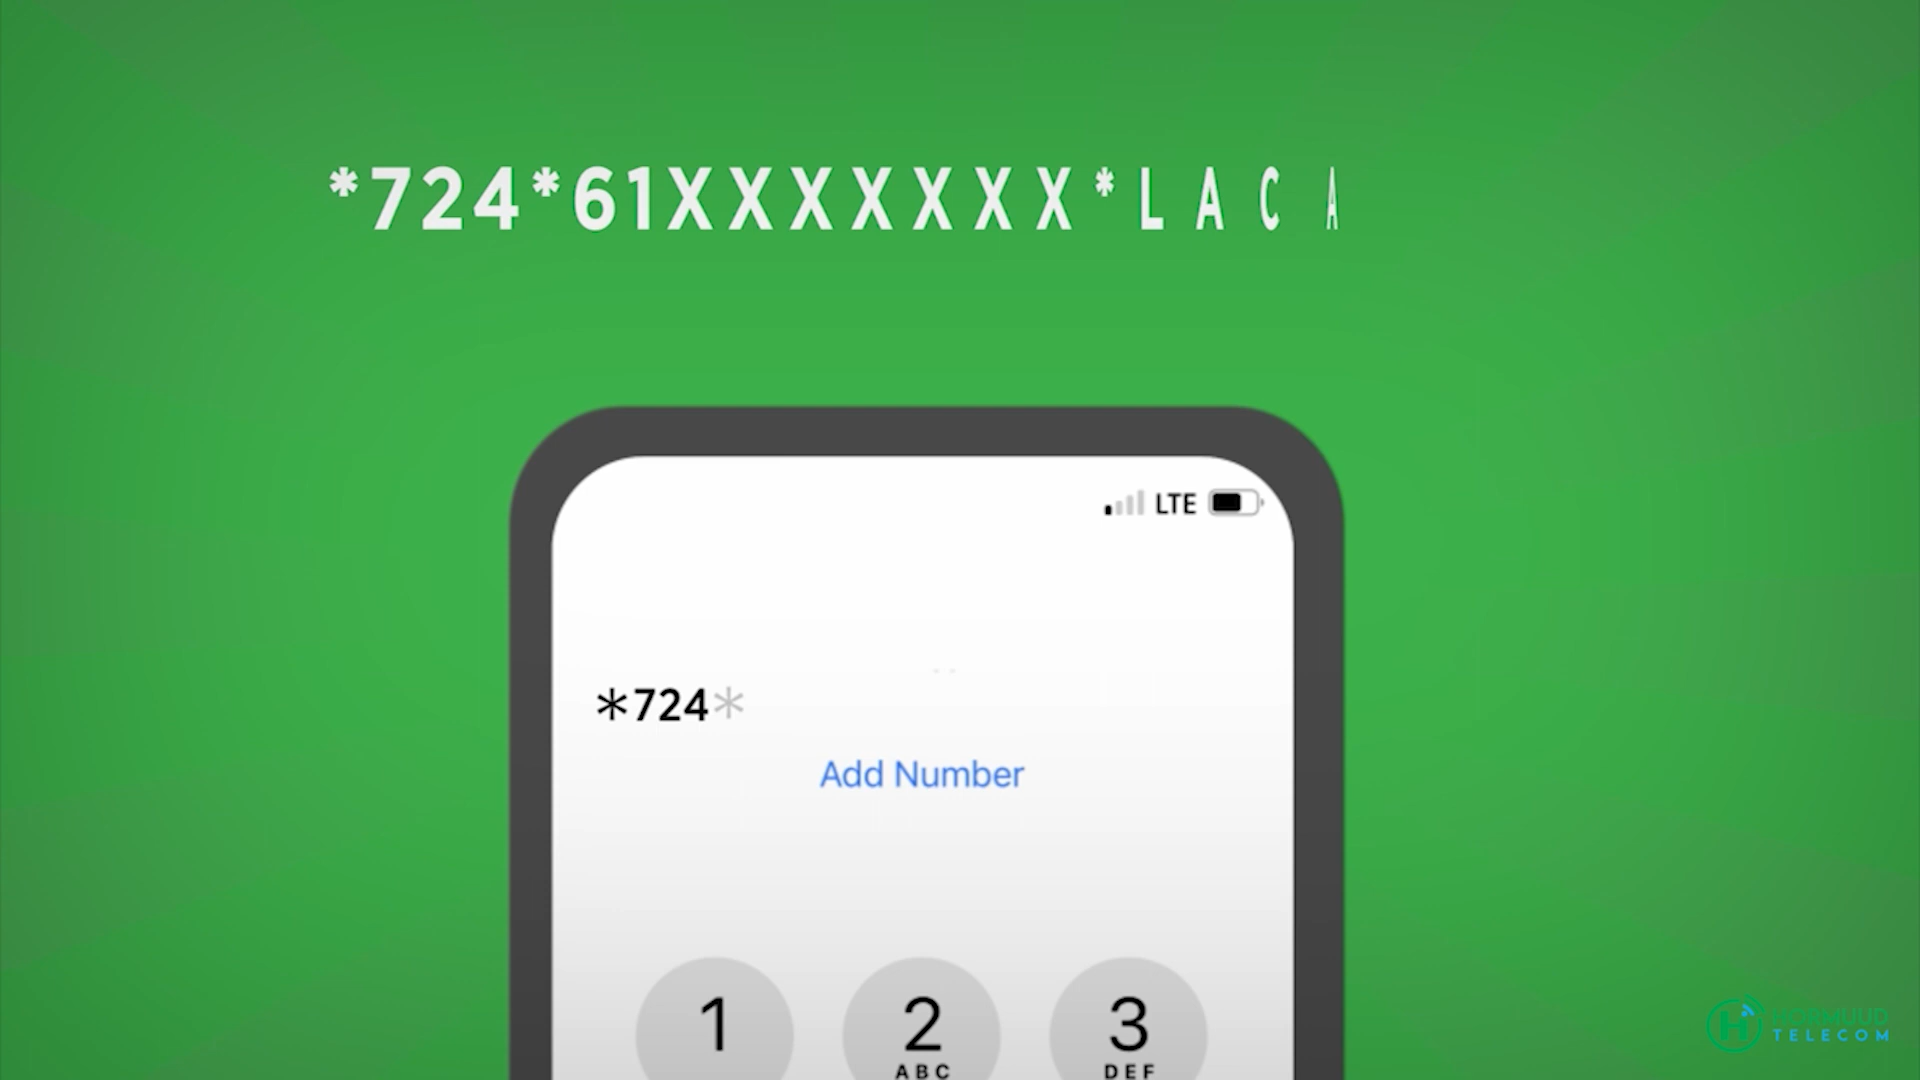 *724*61XXXXXXX*LACA
LTE
*724*
Add Number
1
2
3
ABC
DEF
HORMUUD
TELECOM